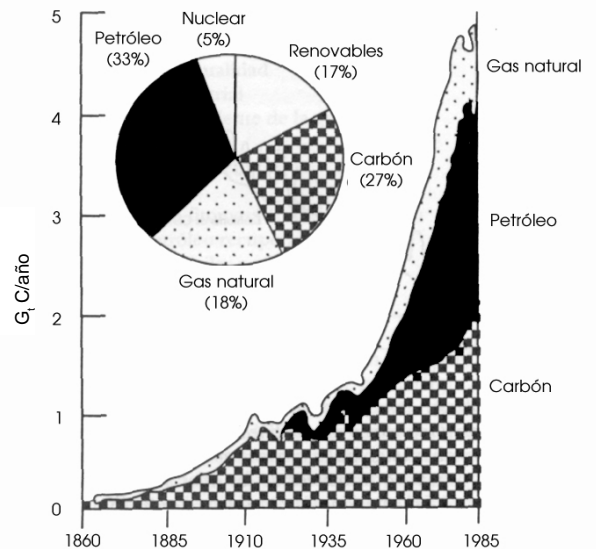 Nuclear
(5%)
Petróleo
(33%)
Renovables
(17%)
Carbón
(27%)
Gas natural
(18%)
Gas natural
Petróleo
Carbón
Gt C/año
5
4
3
2
1
0
1860
1885
1910
1935
1960
1985